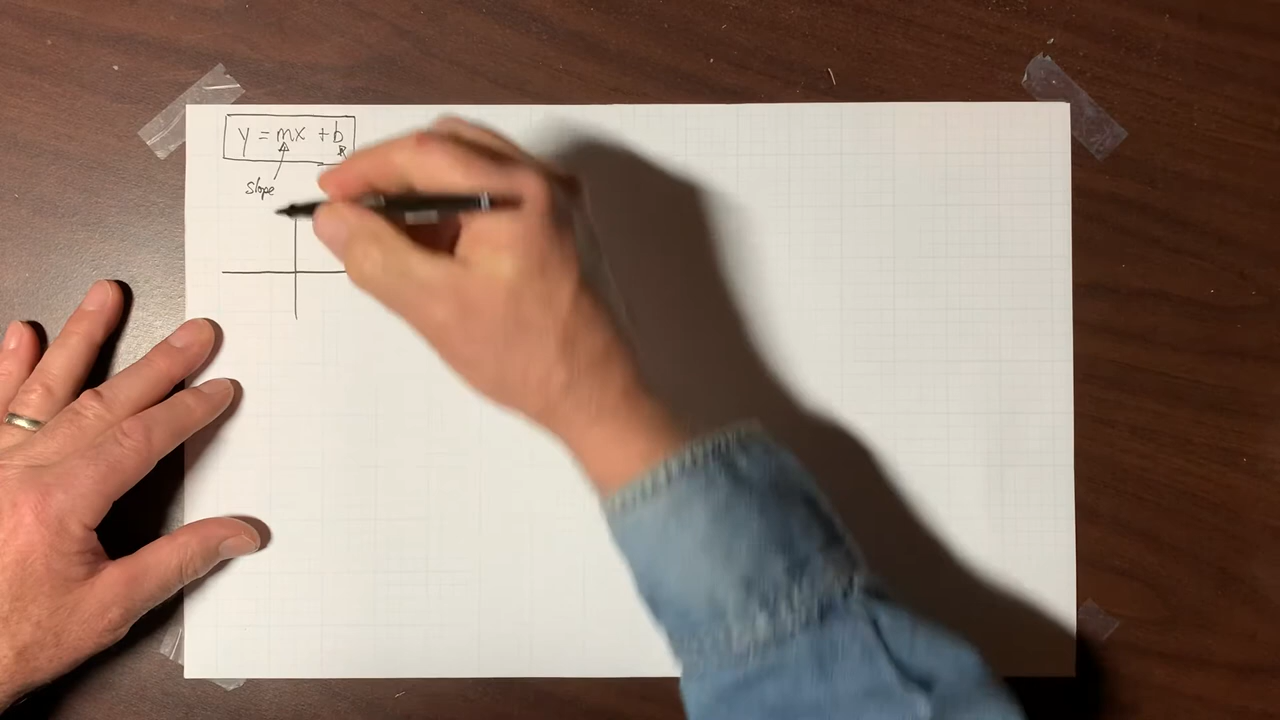 y = mx + b
slope